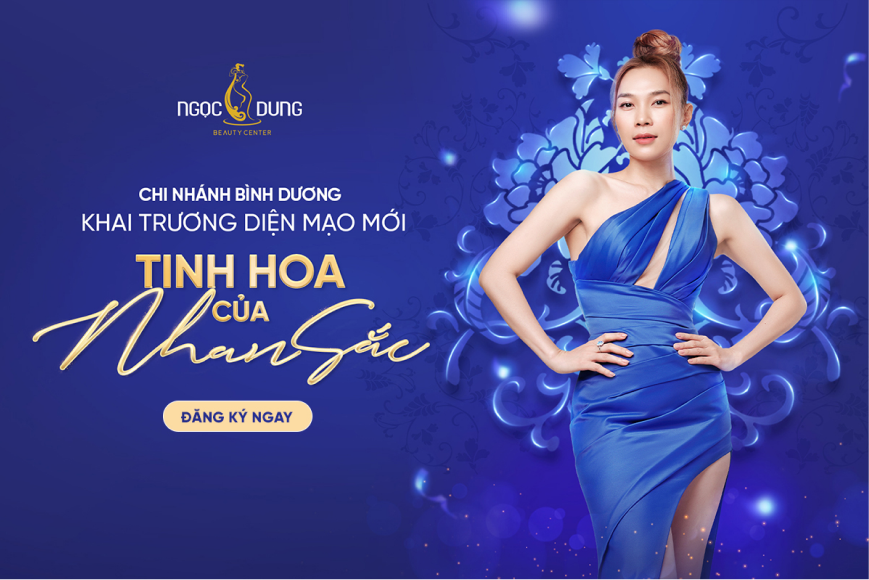 NGỌC DUNG
BEAUTY CENTER
CHI NHÁNH BÌNH DƯƠNG
KHAI TRƯƠNG DIỆN MẠO MỚI
TINH HOA
CỦA
Nhan Sắc
ĐĂNG KÝ NGAY